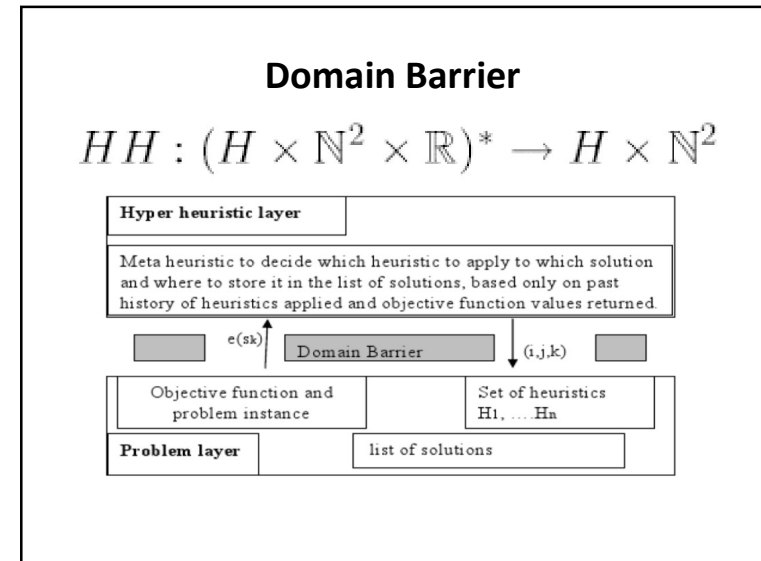 Domain Barrier
HH : (H × ℕ² × ℝ)* → H × ℕ²
Hyper heuristic layer
Meta heuristic to decide which heuristic to apply to which solution
and where to store it in the list of solutions, based only on past
history of heuristics applied and objective function values returned.
e(sk)
Domain Barrier
(i,j,k)
Objective function and
problem instance
Set of heuristics
H1, ....Hn
Problem layer
list of solutions